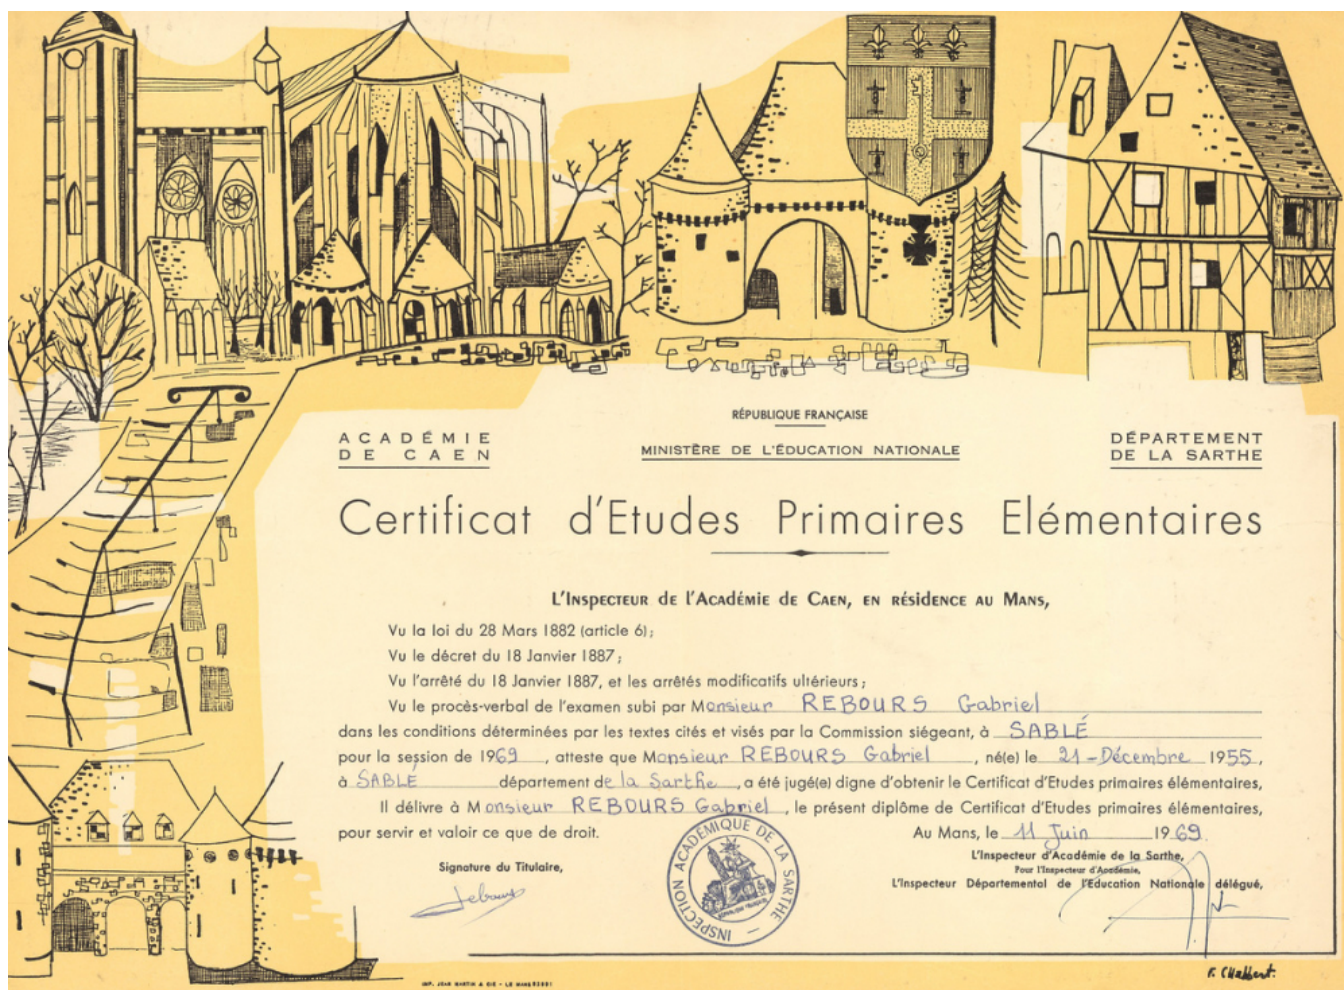 RÉPUBLIQUE FRANÇAISE
ACADÉMIE
DE CAEN
MINISTÈRE DE L'ÉDUCATION NATIONALE
DÉPARTEMENT
DE LA SARTHE
Certificat d'Etudes Primaires Elémentaires
L'Inspecteur de l'Académie de Caen, en résidence au Mans,
Vu la loi du 28 Mars 1882 (article 6);
Vu le décret du 18 Janvier 1887;
Vu l'arrêté du 18 Janvier 1887, et les arrêtés modificatifs ultérieurs;
Vu le procès-verbal de l'examen subi par Monsieur REBOURS Gabriel
dans les conditions déterminées par les textes cités et visés par la Commission siégeant, à SABLÉ
pour la session de 1969, atteste que Monsieur REBOURS Gabriel, né(e) le 21-Décembre 1955,
à SABLÉ département de la Sarthe, a été jugé(e) digne d'obtenir le Certificat d'Etudes primaires élémentaires,
Il délivre à Monsieur REBOURS Gabriel, le présent diplôme de Certificat d'Etudes primaires élémentaires,
pour servir et valoir ce que de droit.
Au Mans, le 11 Juin 1969
Signature du Titulaire,
L'Inspecteur d'Académie de la Sarthe,
Pour l'Inspecteur d'Académie,
L'Inspecteur Départemental de l'Education Nationale délégué,
INSPECTION ACADÉMIQUE DE LA SARTHE
IMP. JEAN MARTIN & CIE - LE MANS